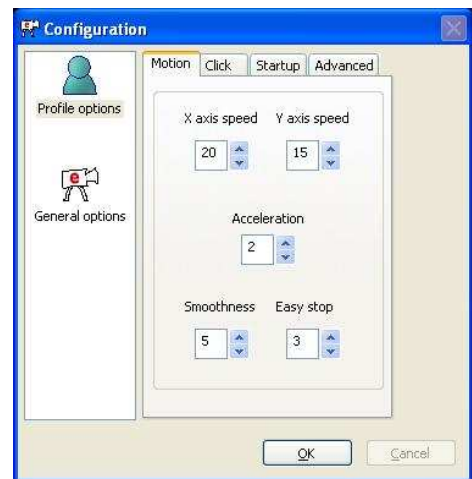 Configuration
Profile options
General options
Motion Click Startup Advanced
X axis speed Y axis speed
20 15
Acceleration
2
Smoothness Easy stop
5 3
OK Cancel